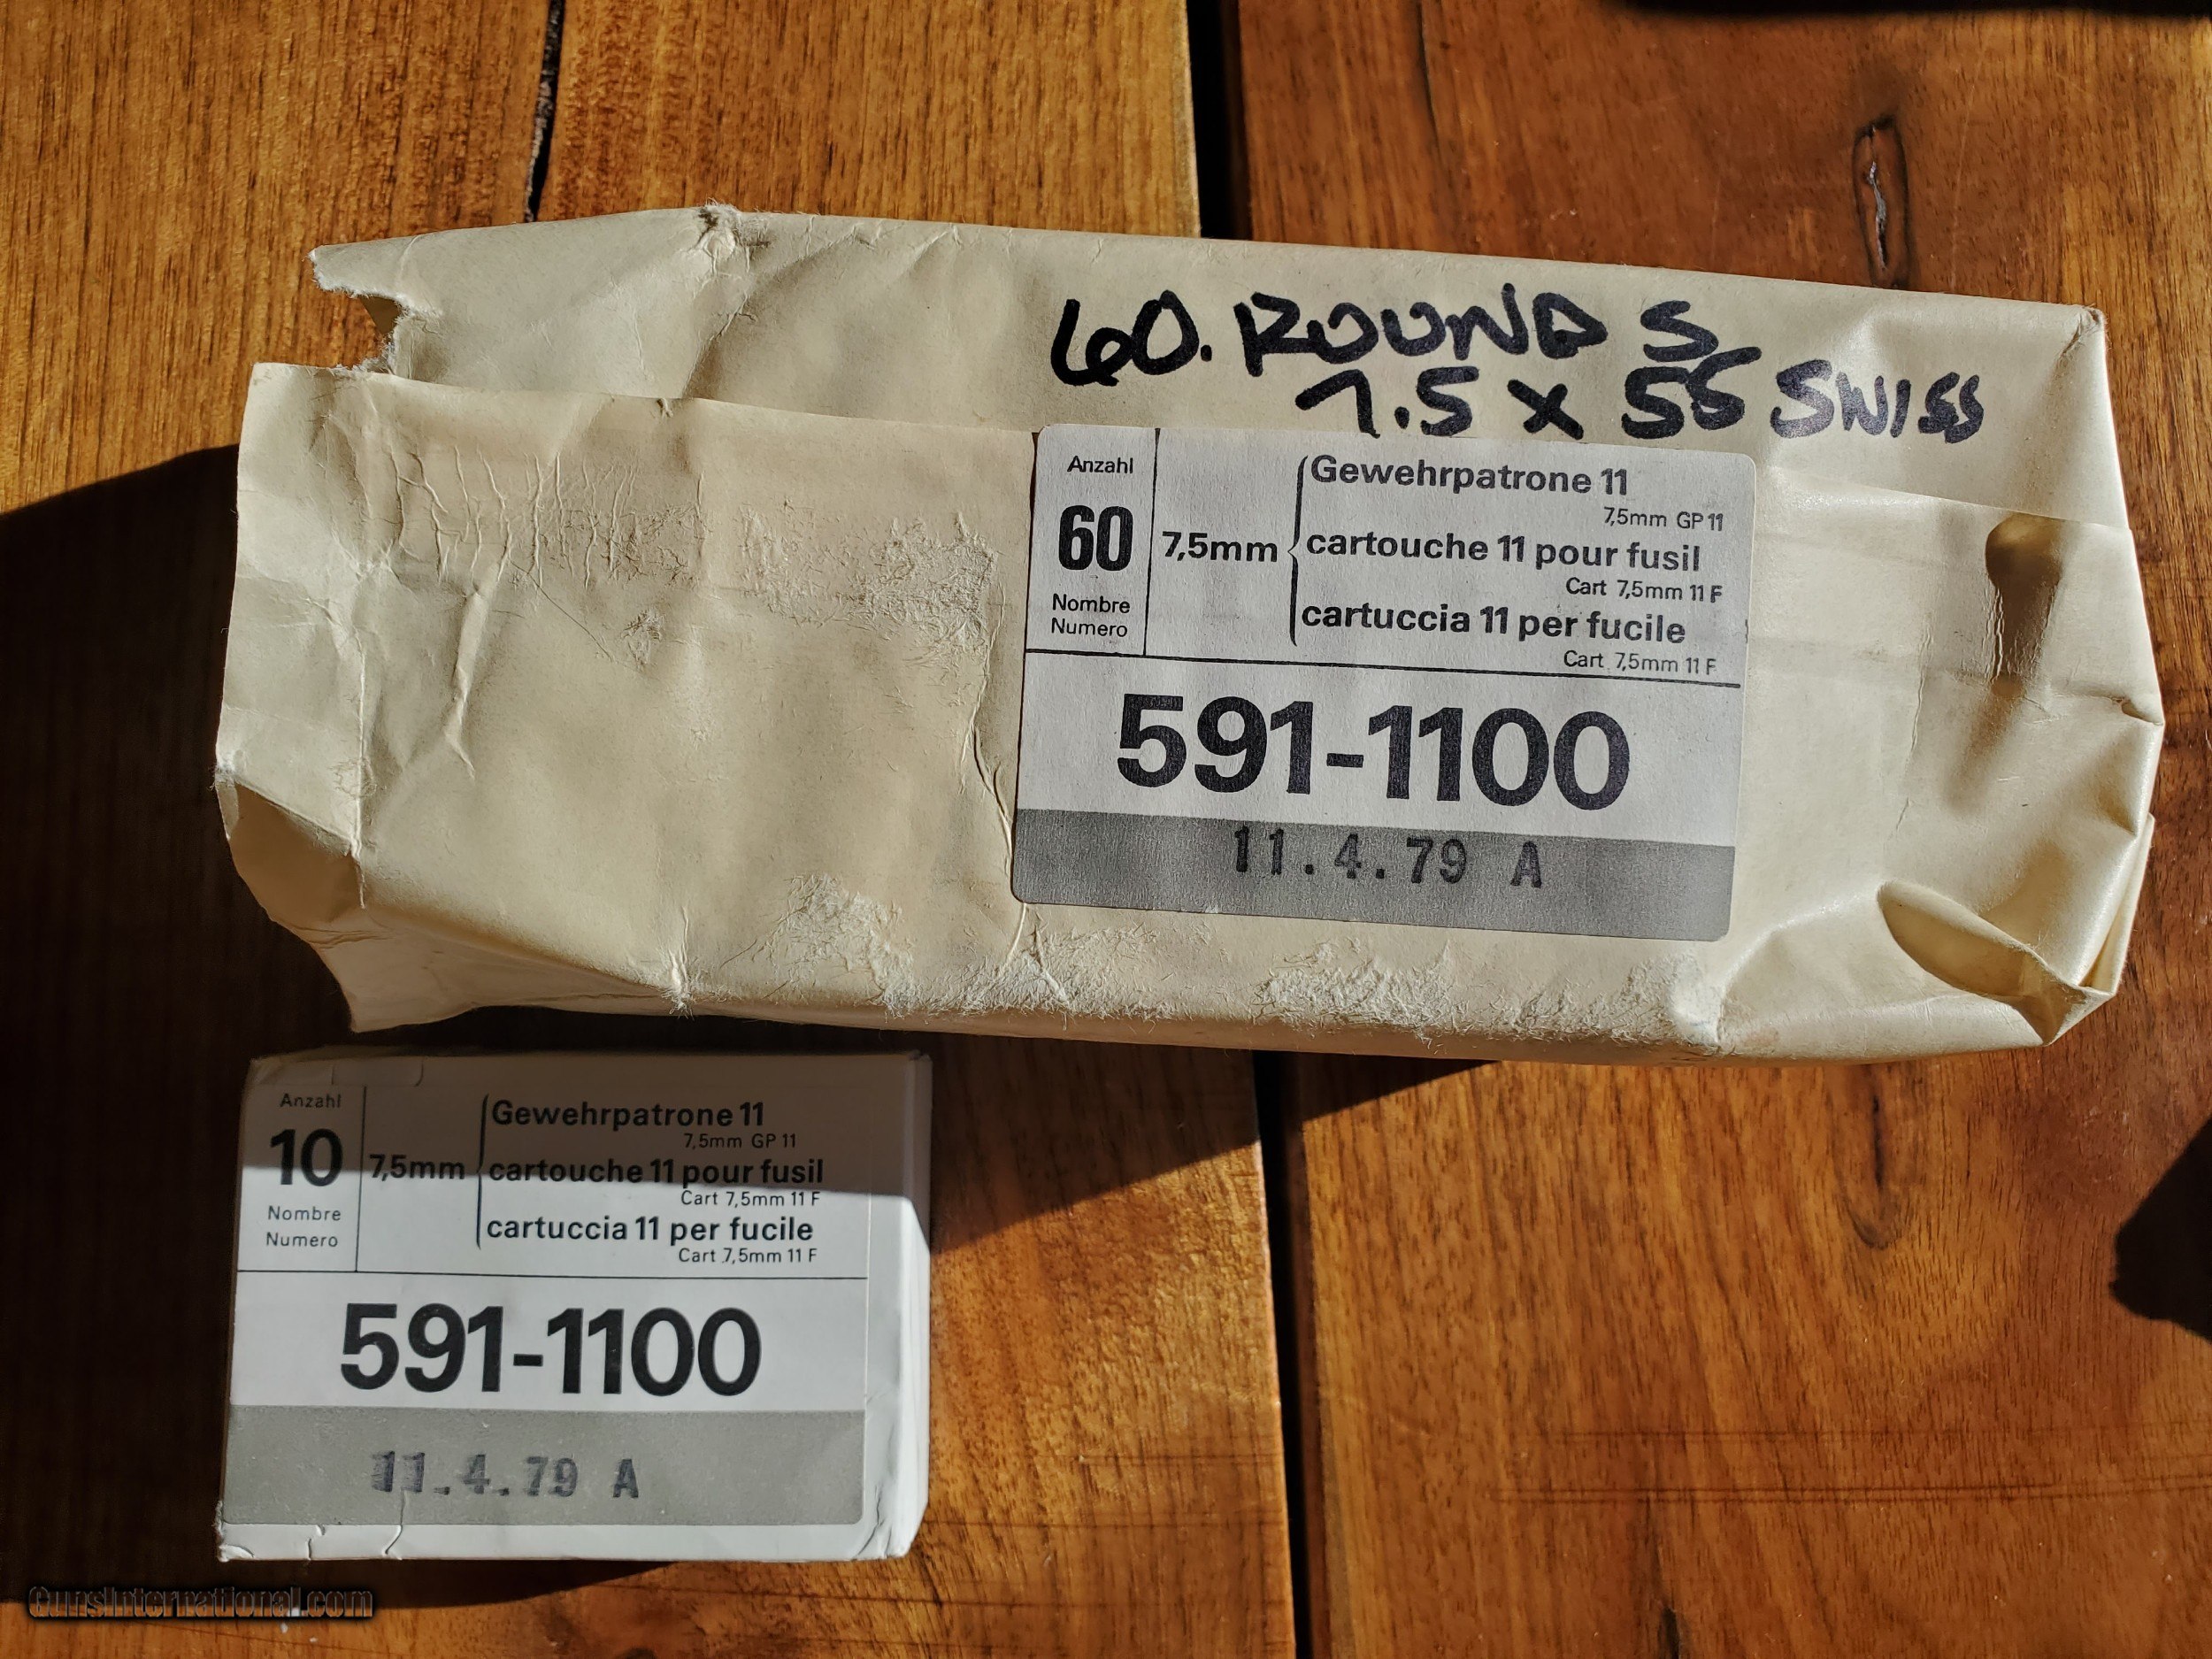 60. ROUND S
7.5 x 55 SWISS
Anzahl
60
Nombre
Numero
7,5mm
Gewehrpatrone 11
7,5mm GP 11
cartouche 11 pour fusil
Cart 7,5mm 11 F
cartuccia 11 per fucile
Cart 7,5mm 11 F
591-1100
11.4.79 A
Anzahl
10
Nombre
Numero
7,5mm
Gewehrpatrone 11
7,5mm GP 11
cartouche 11 pour fusil
Cart 7,5mm 11 F
cartuccia 11 per fucile
Cart 7,5mm 11 F
591-1100
11.4.79 A
GunsInternational.com